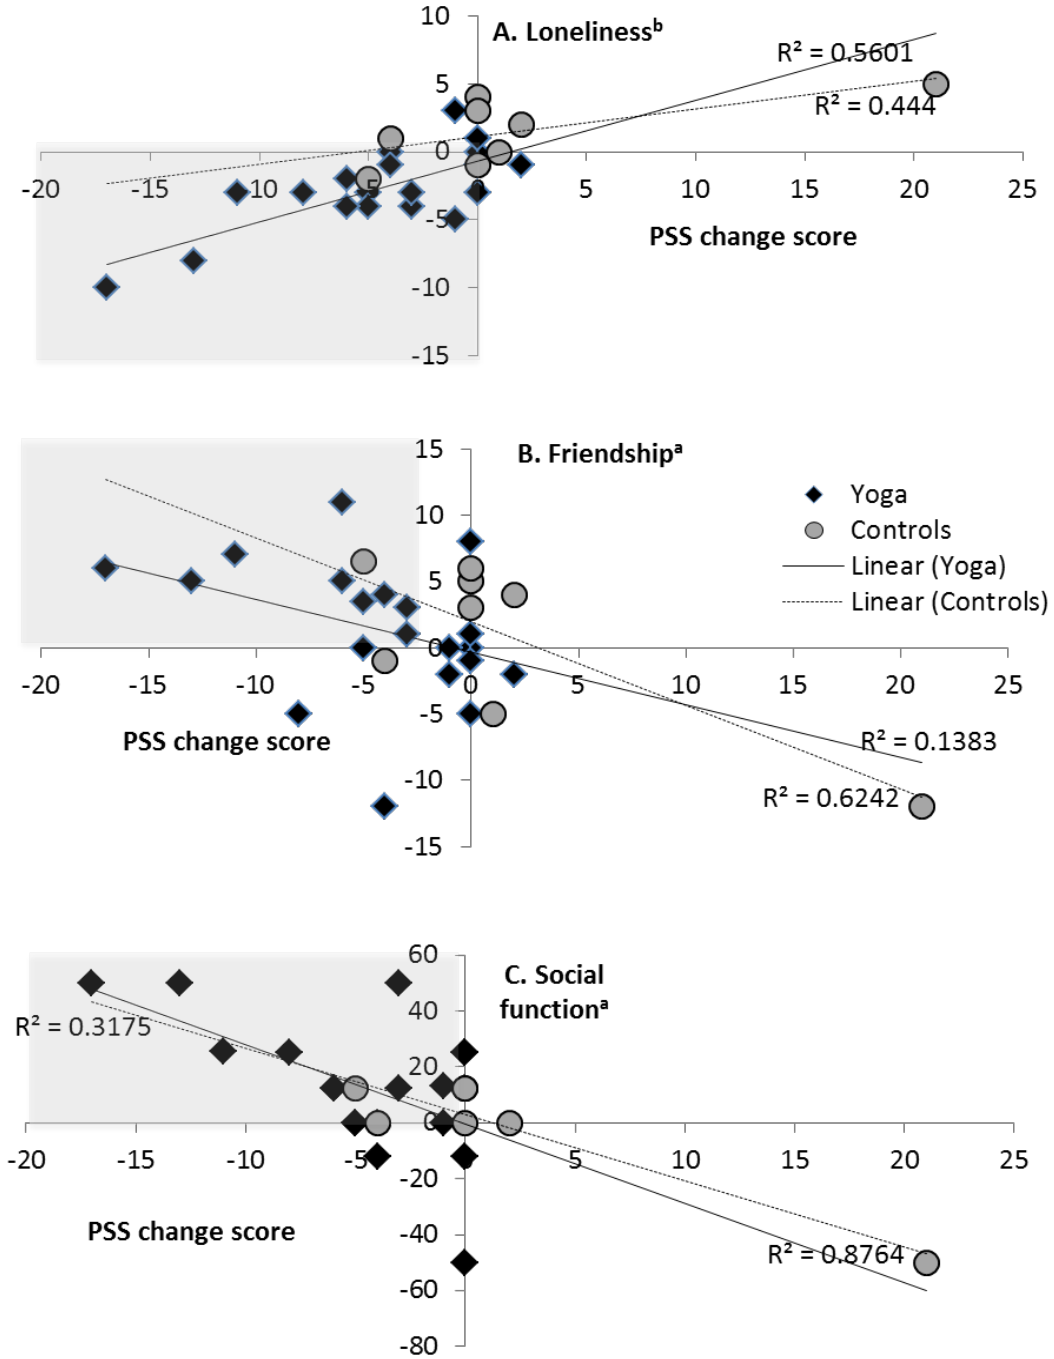 10
A. Lonelinessᵇ
R² = 0.5601
5
R² = 0.444
0
-20 -15 -10 -5 0 5 10 15 20 25
-5
PSS change score
-10
-15
15
B. Friendshipᵃ
10
Yoga
Controls
5
Linear (Yoga)
Linear (Controls)
0
-20 -15 -10 -5 0 5 10 15 20 25
-5
PSS change score
R² = 0.1383
-10
R² = 0.6242
-15
60
C. Social
functionᵃ
40
R² = 0.3175
20
0
-20 -15 -10 -5 0 5 10 15 20 25
-20
PSS change score
-40
R² = 0.8764
-60
-80